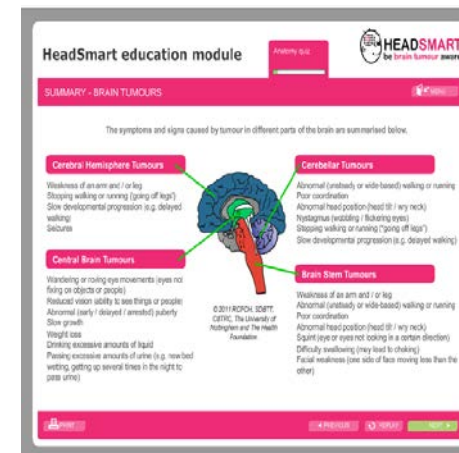 HeadSmart education module
Anatomy quiz
HEADSMART
be brain tumour aware
SUMMARY - BRAIN TUMOURS
MENU
The symptoms and signs caused by tumour in different parts of the brain are summarised below.
Cerebral Hemisphere Tumours
Weakness of an arm and / or leg
Stopping walking or running ('going off legs')
Slow developmental progression (e.g. delayed
walking)
Seizures
Central Brain Tumours
Wandering or roving eye movements (eyes not
fixing on objects or people)
Reduced vision (ability to see things or people)
Abnormal (early / delayed / arrested) puberty
Slow growth
Weight loss
Drinking excessive amounts of liquid
Passing excessive amounts of urine (e.g. new bed
wetting, getting up several times in the night to
pass urine)
© 2011 RCPCH, SDBTT,
CBTRC, The University of
Nottingham and The Health
Foundation.
Cerebellar Tumours
Abnormal (unsteady or wide-based) walking or running
Poor coordination
Abnormal head position (head tilt / wry neck)
Nystagmus (wobbling / flickering eyes)
Stopping walking or running ("going off legs")
Slow developmental progression (e.g. delayed walking)
Brain Stem Tumours
Weakness of an arm and / or leg
Abnormal (unsteady or wide-based) walking or running
Poor coordination
Abnormal head position (head tilt / wry neck)
Squint (eye or eyes not looking in a certain direction)
Difficulty swallowing (may lead to choking)
Facial weakness (one side of face moving less than the
other)
PRINT
PREVIOUS
REPLAY
NEXT